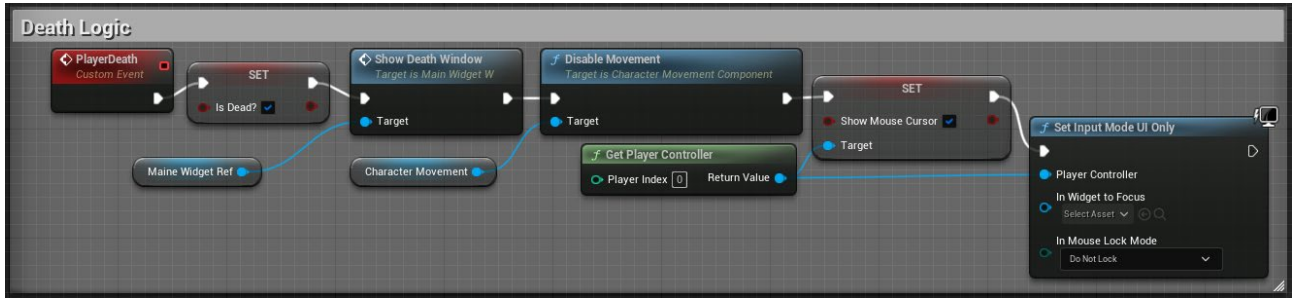 Death Logic
PlayerDeath
Custom Event
SET
Is Dead?
Show Death Window
Target is Main Widget W
Target
Disable Movement
Target is Character Movement Component
Target
SET
Show Mouse Cursor
Target
Set Input Mode UI Only
Player Controller
In Widget to Focus
Select Asset
In Mouse Lock Mode
Do Not Lock
Maine Widget Ref
Character Movement
Get Player Controller
Player Index 0 Return Value